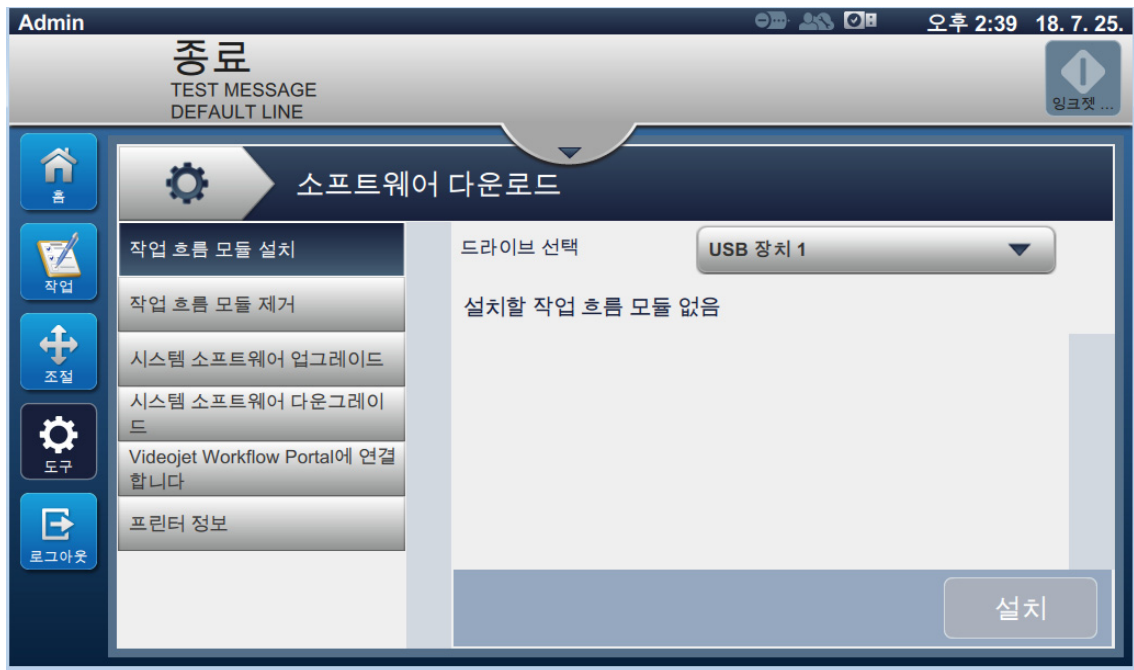 Admin
오후 2:39 18. 7. 25.
종료
TEST MESSAGE
DEFAULT LINE
잉크젯 ...
홈
작업
조절
도구
로그아웃
소프트웨어 다운로드
작업 흐름 모듈 설치
작업 흐름 모듈 제거
시스템 소프트웨어 업그레이드
시스템 소프트웨어 다운그레이
드
Videojet Workflow Portal에 연결
합니다
프린터 정보
드라이브 선택
USB 장치 1
설치할 작업 흐름 모듈 없음
설치